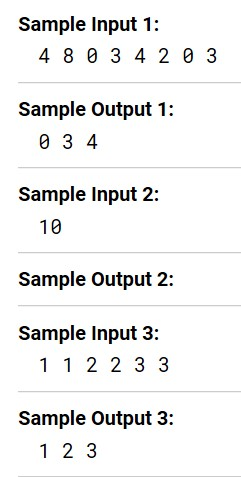 Sample Input 1:
4 8 0 3 4 2 0 3
Sample Output 1:
0 3 4
Sample Input 2:
10
Sample Output 2:
Sample Input 3:
1 1 2 2 3 3
Sample Output 3:
1 2 3